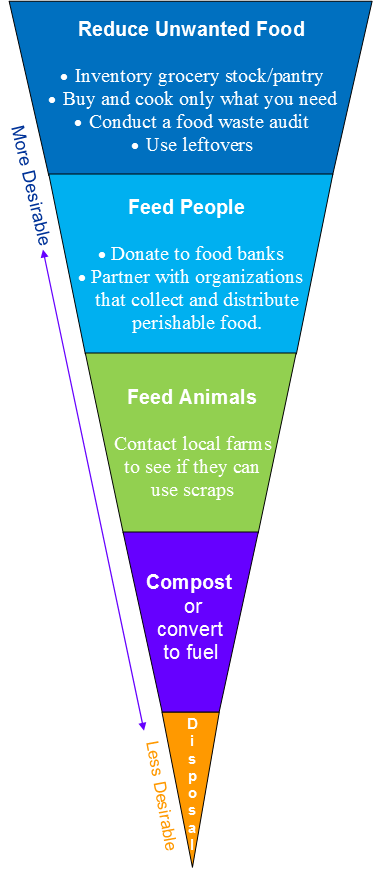 Reduce Unwanted Food
• Inventory grocery stock/pantry
• Buy and cook only what you need
• Conduct a food waste audit
• Use leftovers
More Desirable
Feed People
• Donate to food banks
• Partner with organizations
that collect and distribute
perishable food.
Feed Animals
Contact local farms
to see if they can
use scraps
Compost
or
convert
to fuel
Disposal
Less Desirable